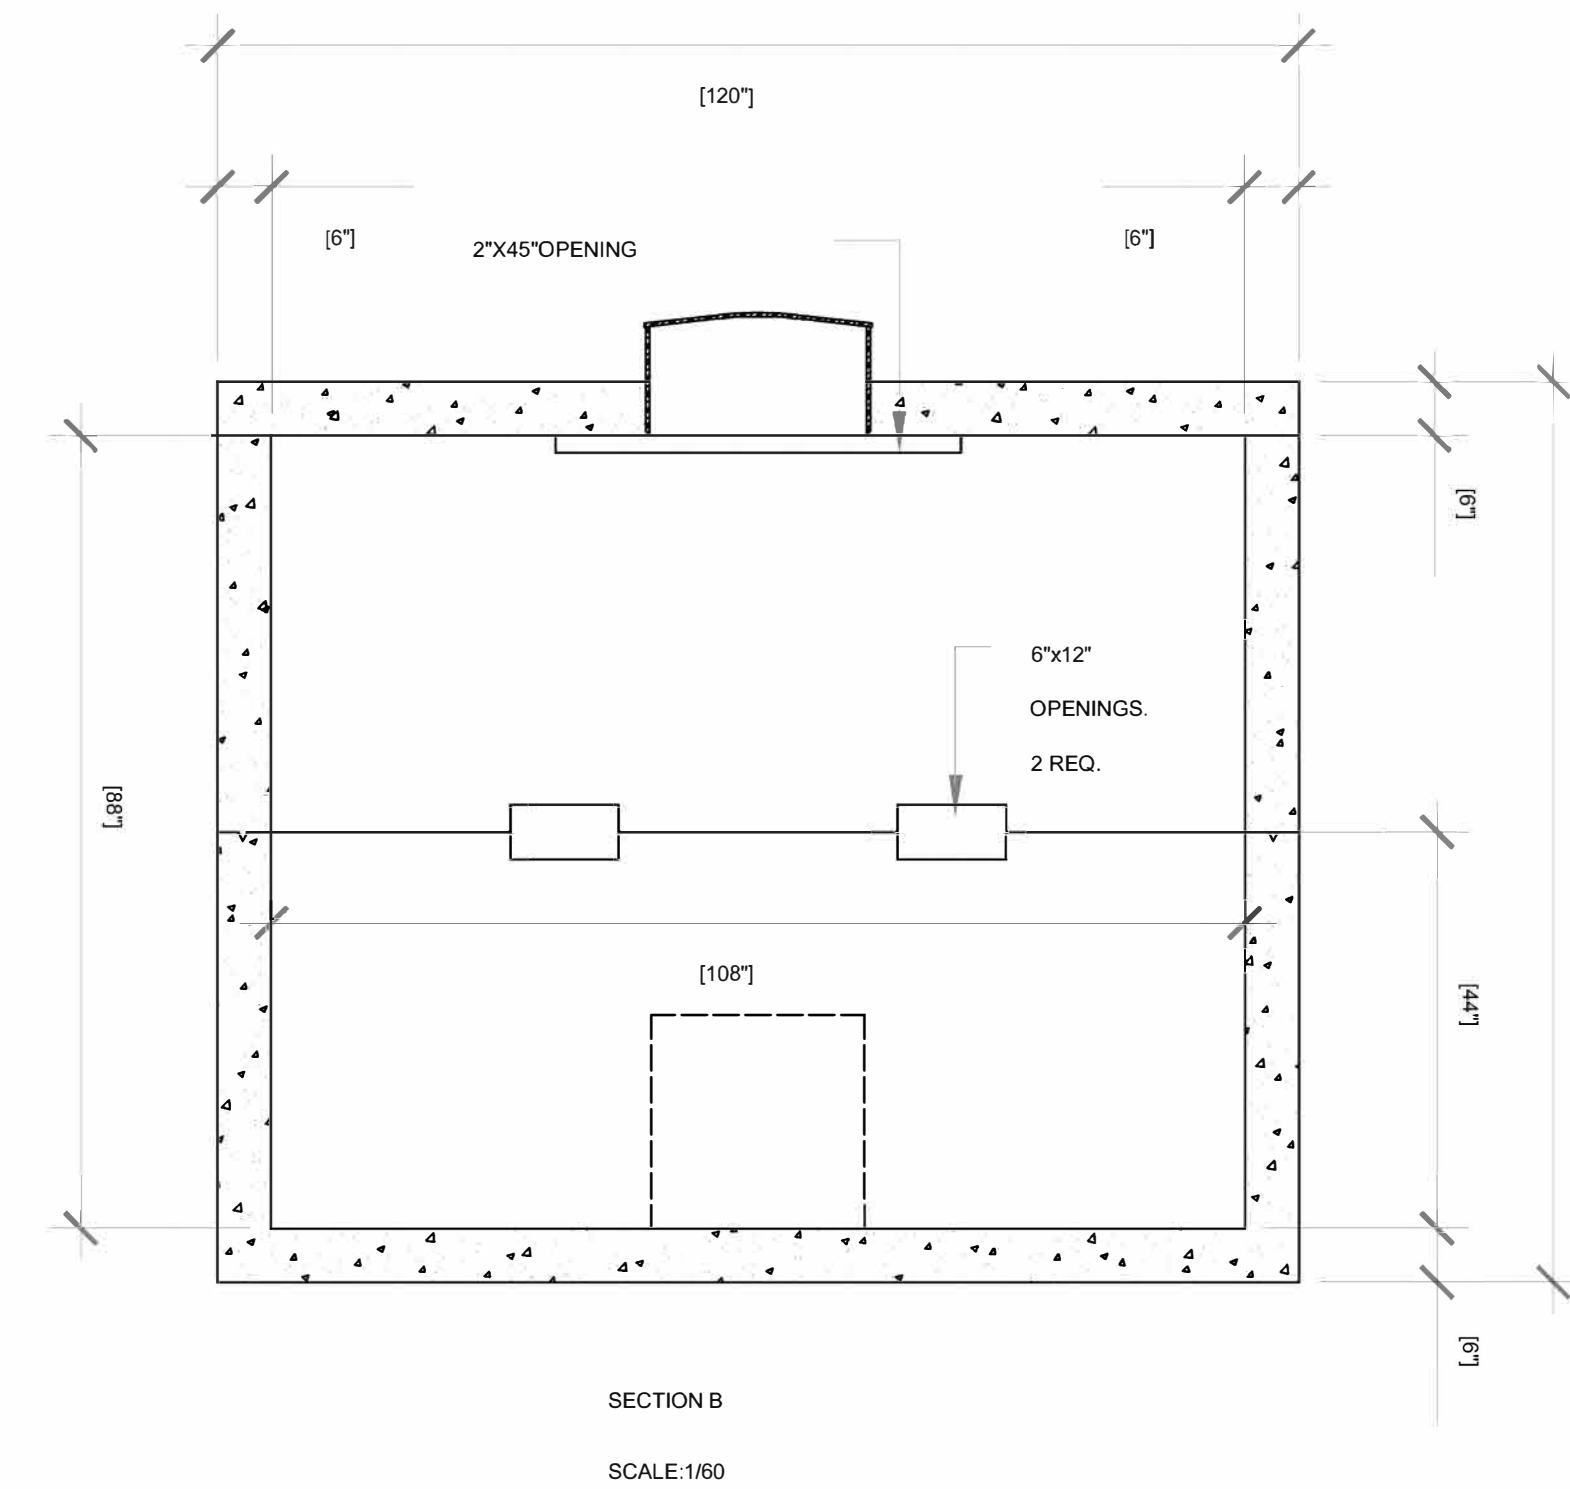 [120"]
[6"]
2"X45"OPENING
[6"]
[6"]
6"x12"
OPENINGS.
2 REQ.
[88"]
[108"]
[44"]
[6"]
SECTION B
SCALE:1/60